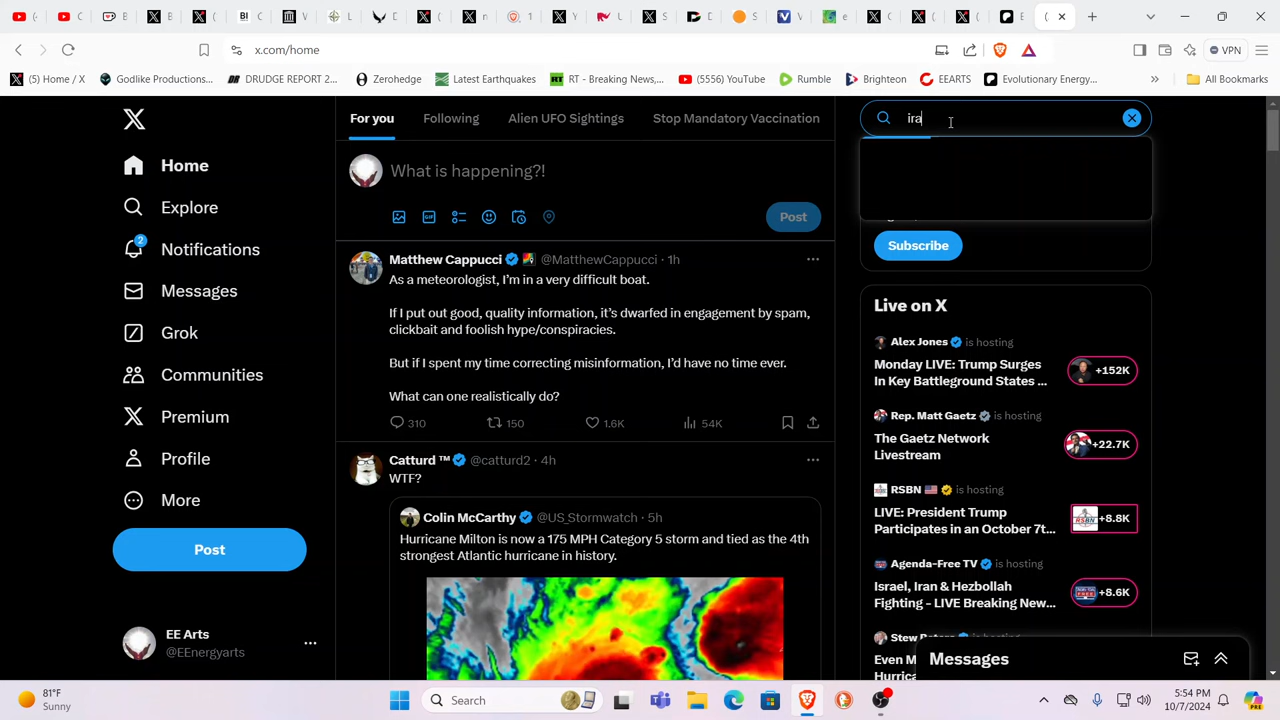 x.com/home
VPN
(5) Home / X
Godlike Productions...
DRUDGE REPORT 2...
Zerohedge
Latest Earthquakes
RT - Breaking News,...
(5556) YouTube
Rumble
Brighteon
EEARTS
Evolutionary Energy...
»
All Bookmarks
Home
Explore
2
Notifications
Messages
Grok
Communities
Premium
Profile
More
Post
EE Arts
@EEnergyarts
For you
Following
Alien UFO Sightings
Stop Mandatory Vaccination
What is happening?!
GIF
Post
Matthew Cappucci @MatthewCappucci · 1h
As a meteorologist, I'm in a very difficult boat.
If I put out good, quality information, it's dwarfed in engagement by spam,
clickbait and foolish hype/conspiracies.
But if I spent my time correcting misinformation, I'd have no time ever.
What can one realistically do?
310
150
1.6K
54K
Catturd ™ @catturd2 · 4h
WTF?
Colin McCarthy @US_Stormwatch · 5h
Hurricane Milton is now a 175 MPH Category 5 storm and tied as the 4th
strongest Atlantic hurricane in history.
ira
Subscribe
Live on X
Alex Jones is hosting
Monday LIVE: Trump Surges
In Key Battleground States ...
+152K
Rep. Matt Gaetz is hosting
The Gaetz Network
Livestream
+22.7K
RSBN is hosting
LIVE: President Trump
Participates in an October 7t...
+8.8K
Agenda-Free TV is hosting
Israel, Iran & Hezbollah
Fighting - LIVE Breaking New...
+8.6K
Stew Peters is hosting
Even M
Hurric
Messages
81°F
Sunny
Search
5:54 PM
10/7/2024